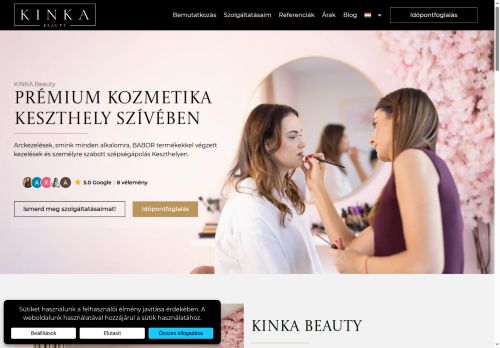 KINKA
BEAUTY
Bemutatkozás
Szolgáltatásaim
Referenciák
Árak
Blog
Időpontfoglalás
KINKA Beauty
PRÉMIUM KOZMETIKA
KESZTHELY SZÍVÉBEN
Arckezelések, smink minden alkalomra, BABOR termékekkel végzett
kezelések és személyre szabott szépségápolás Keszthelyen.
A K A
5.0 Google | 8 vélemény
Ismerd meg szolgáltatásaimat!
Időpontfoglalás
Sütiket használunk a felhasználói élmény javítása érdekében. A
weboldalunk használatával hozzájárul a sütik használatához.
Beállítások
Elutasít
Összes elfogadása
KINKA BEAUTY